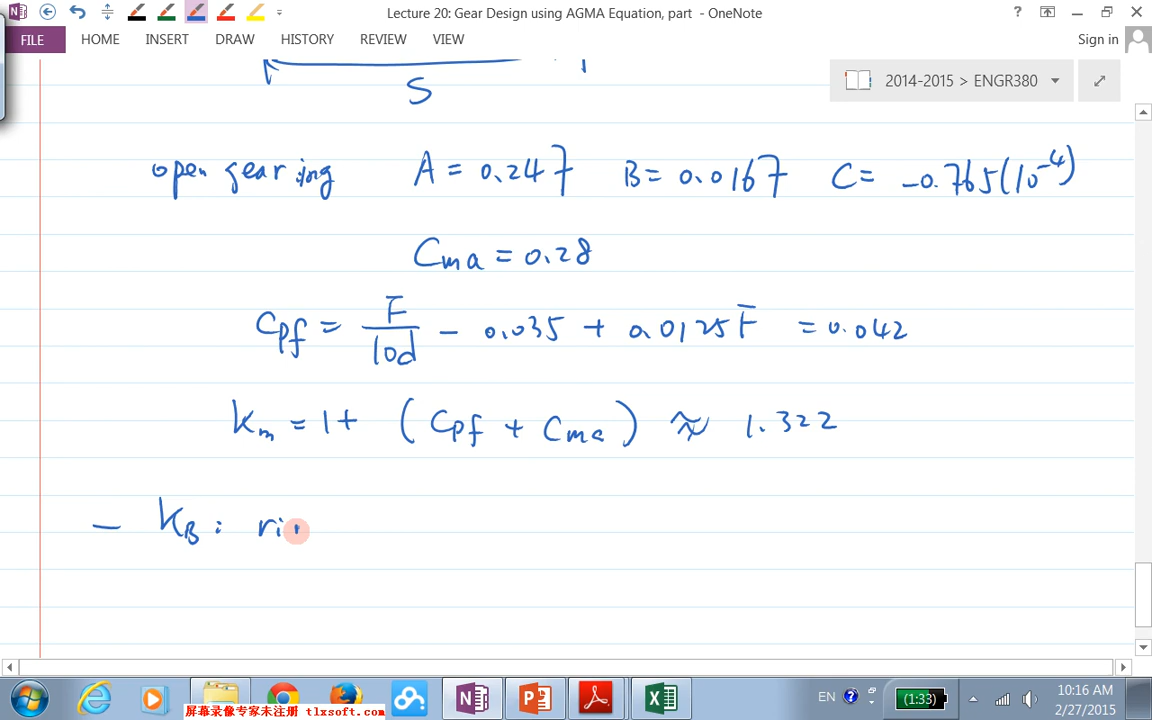 Lecture 20: Gear Design using AGMA Equation, part - OneNote
FILE HOME INSERT DRAW HISTORY REVIEW VIEW Sign in
2014-2015 > ENGR380
S
open gearing A = 0.247 B = 0.0167 C = -0.765(10⁻⁴)
Cma = 0.28
Cpf = F/10d - 0.035 + 0.0125F = 0.042
Km = 1 + (Cpf + Cma) ≈ 1.322
- KB: ri
EN (1:33) 10:16 AM
屏幕录像专家未注册 tlxsoft.com 2/27/2015